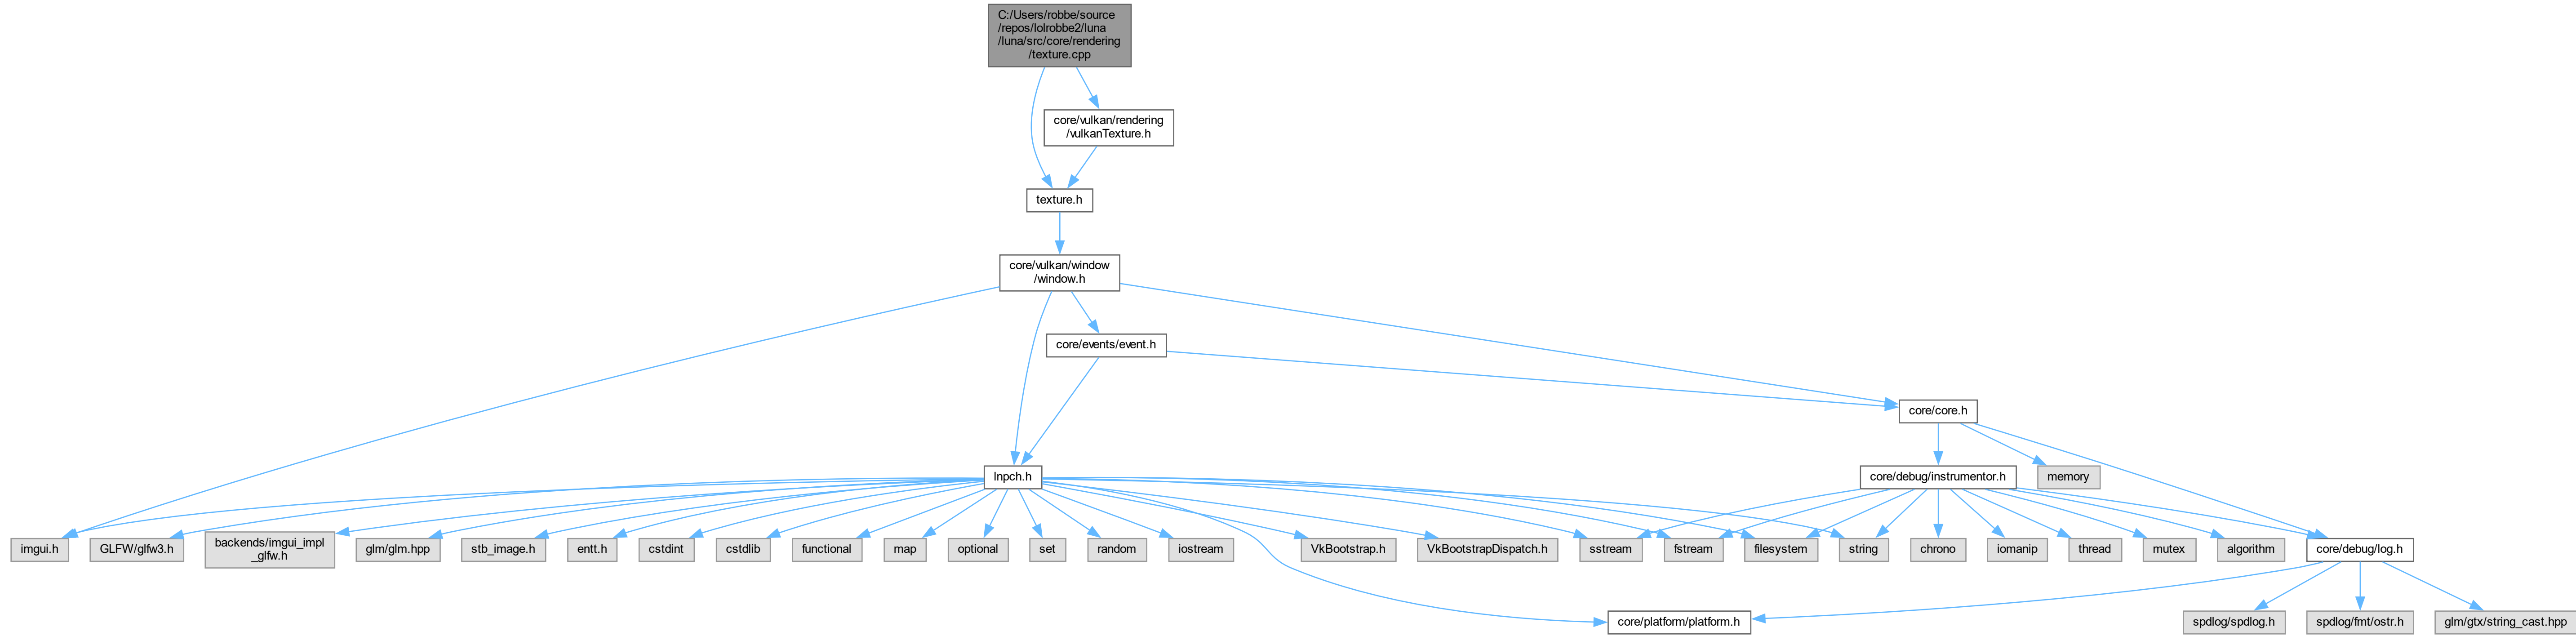 C:/Users/robbe/source
/repos/lolrobbe2/luna
/luna/src/core/rendering
/texture.cpp
core/vulkan/rendering
/vulkanTexture.h
texture.h
core/vulkan/window
/window.h
core/events/event.h
core/core.h
lnpch.h
core/debug/instrumentor.h
memory
imgui.h
GLFW/glfw3.h
backends/imgui_impl
_glfw.h
glm/glm.hpp
stb_image.h
entt.h
cstdint
cstdlib
functional
map
optional
set
random
iostream
VkBootstrap.h
VkBootstrapDispatch.h
sstream
fstream
filesystem
string
chrono
iomanip
thread
mutex
algorithm
core/debug/log.h
core/platform/platform.h
spdlog/spdlog.h
spdlog/fmt/ostr.h
glm/gtx/string_cast.hpp